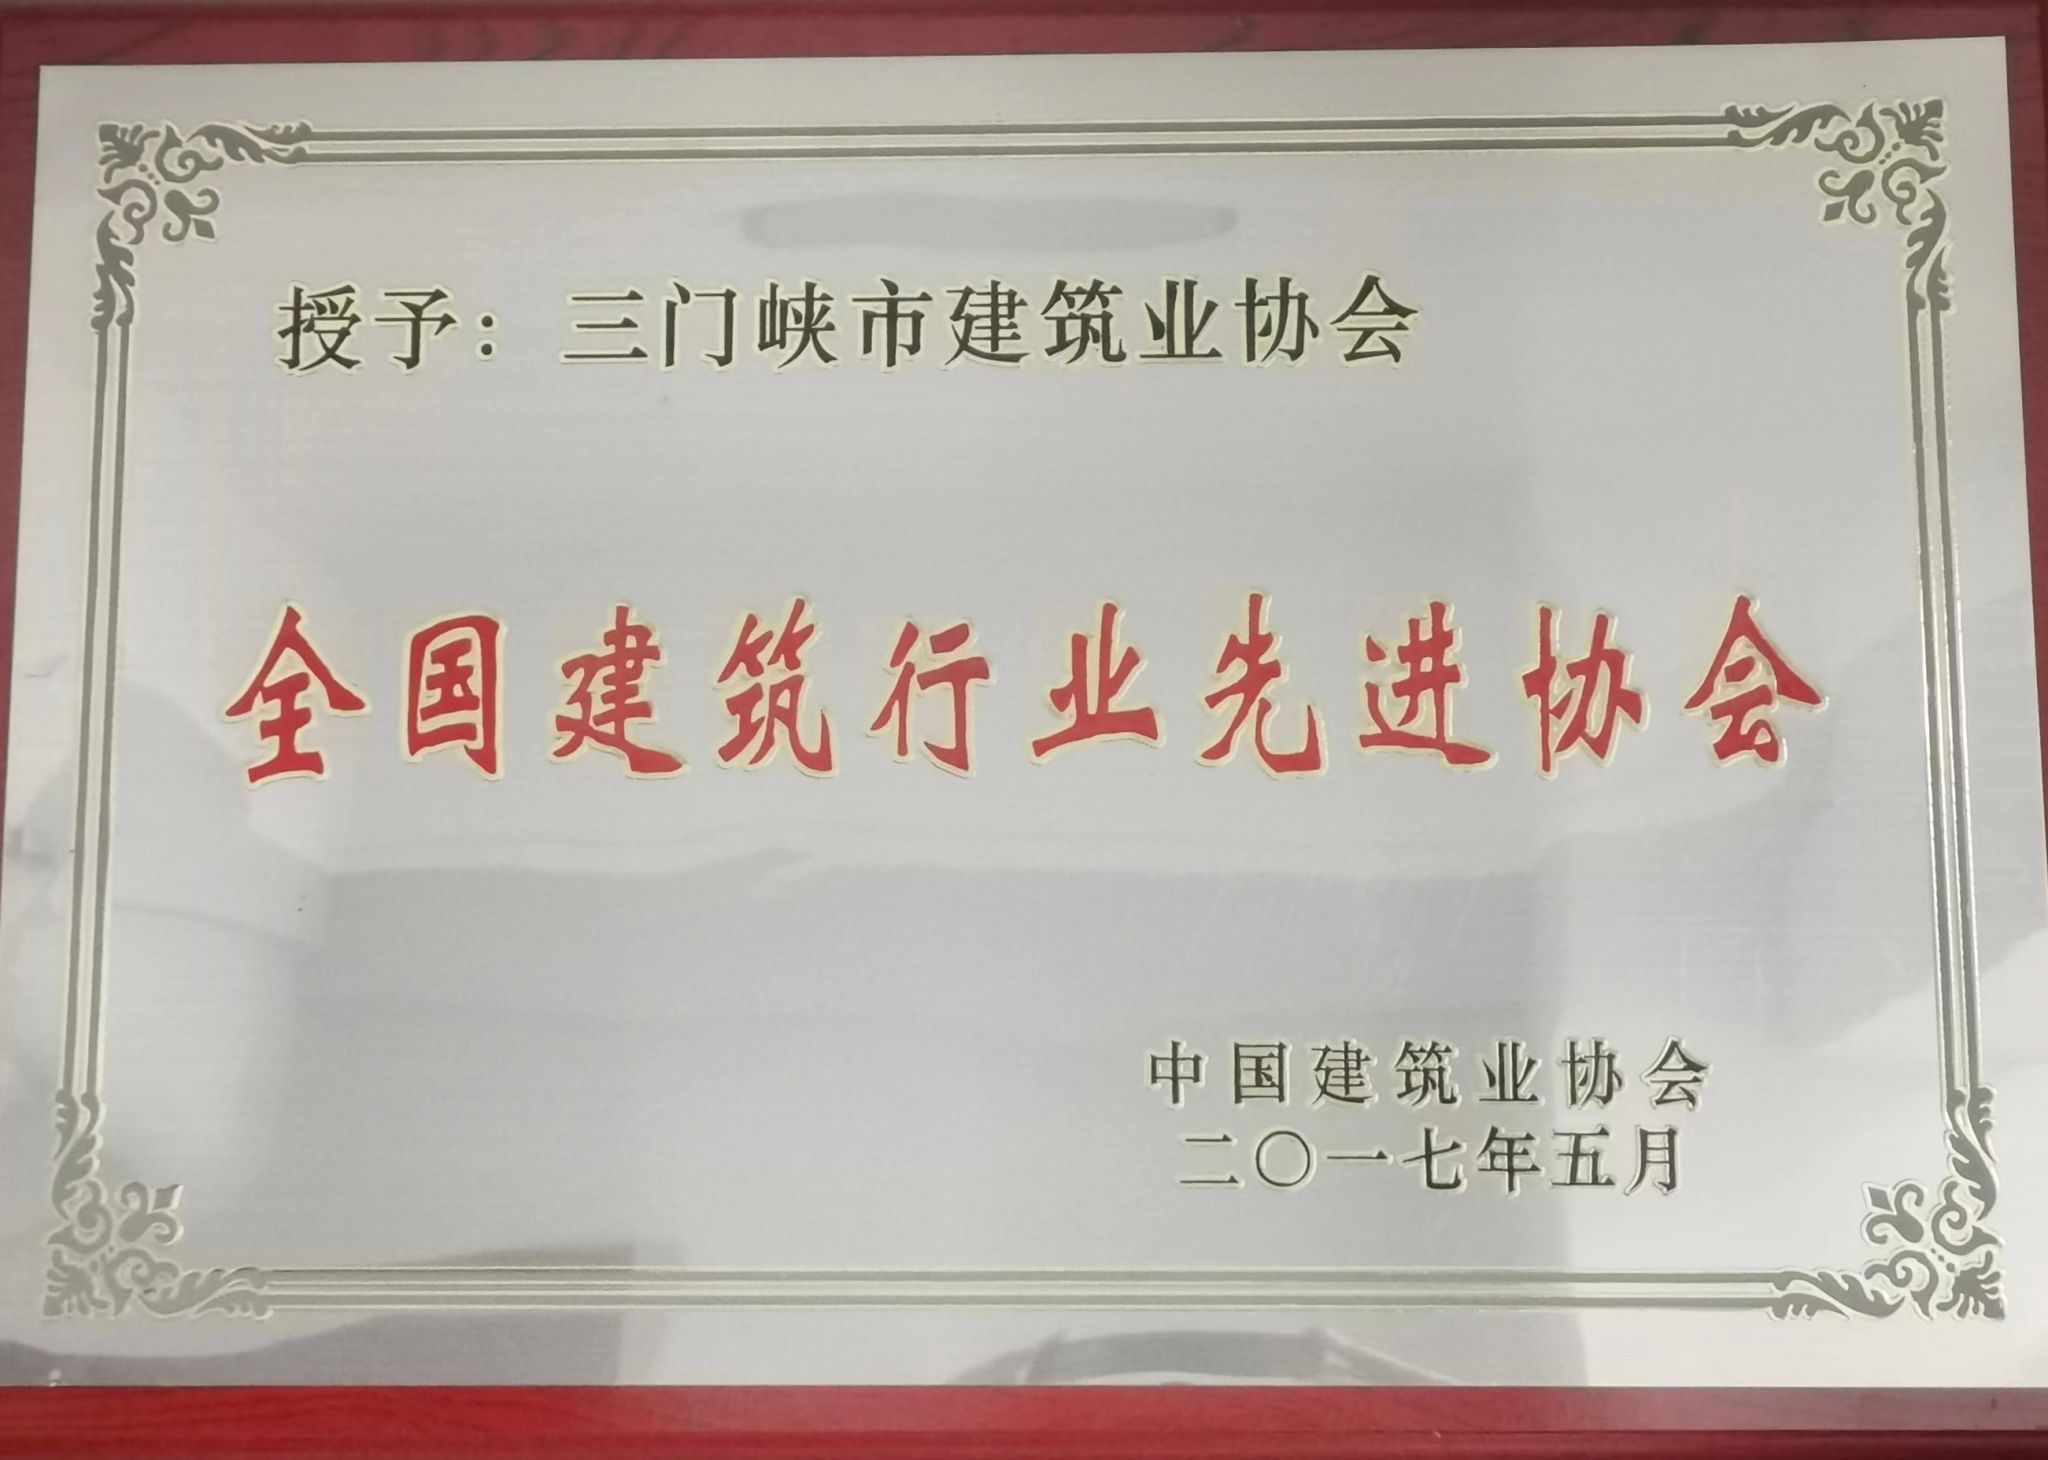 授予：三门峡市建筑业协会
全国建筑行业先进协会
中国建筑业协会
二〇一七年五月